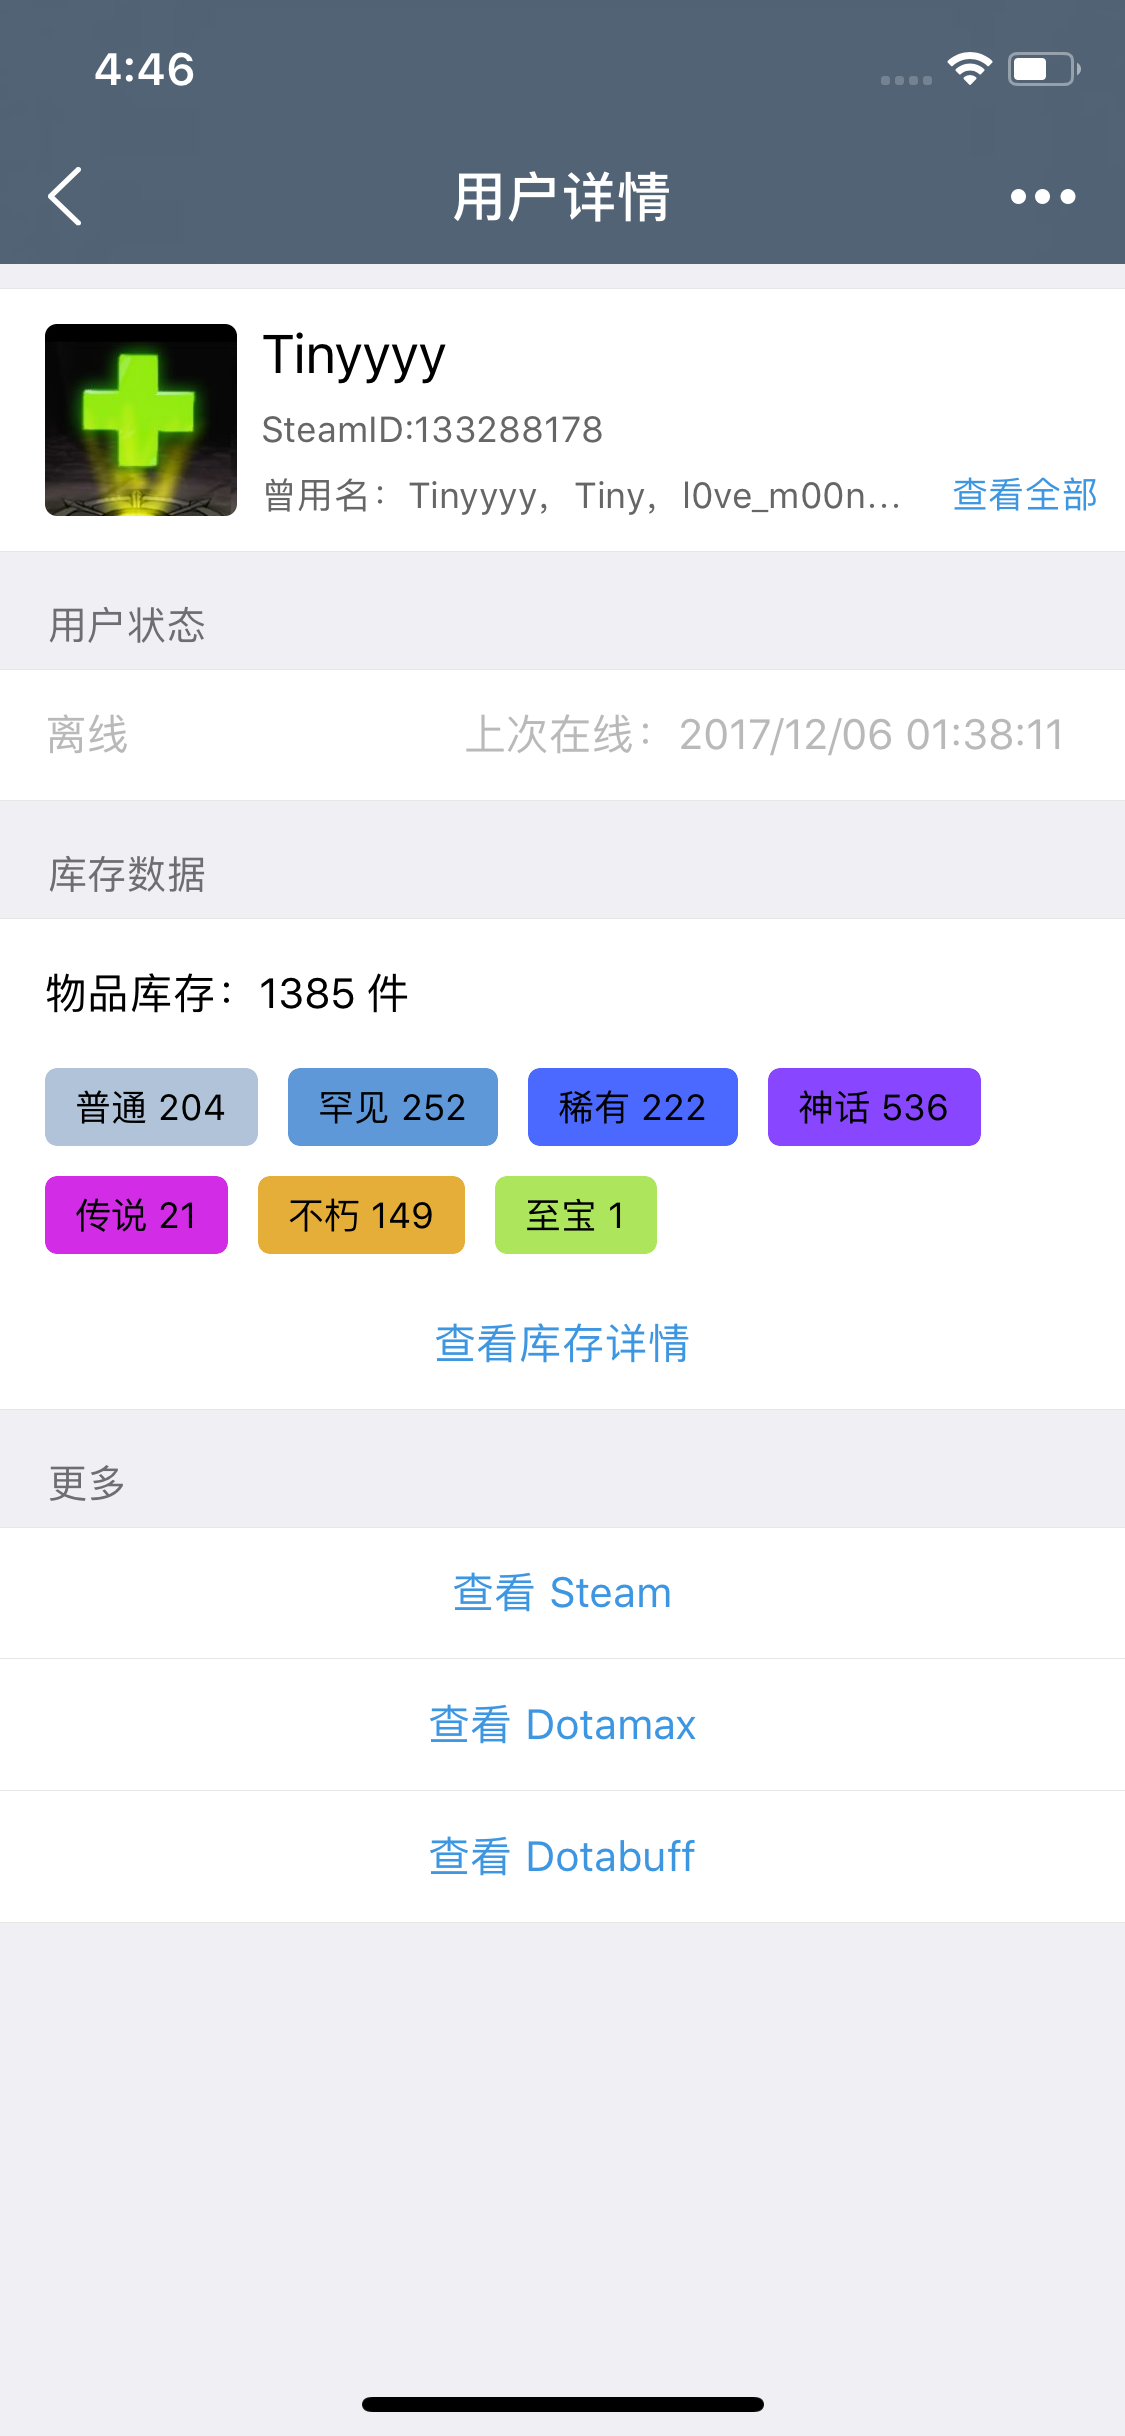 4:46
用户详情
Tinyyyy
SteamID:133288178
曾用名：Tinyyyy，Tiny，l0ve_m00n... 查看全部
用户状态
离线 上次在线：2017/12/06 01:38:11
库存数据
物品库存：1385 件
普通 204 罕见 252 稀有 222 神话 536
传说 21 不朽 149 至宝 1
查看库存详情
更多
查看 Steam
查看 Dotamax
查看 Dotabuff